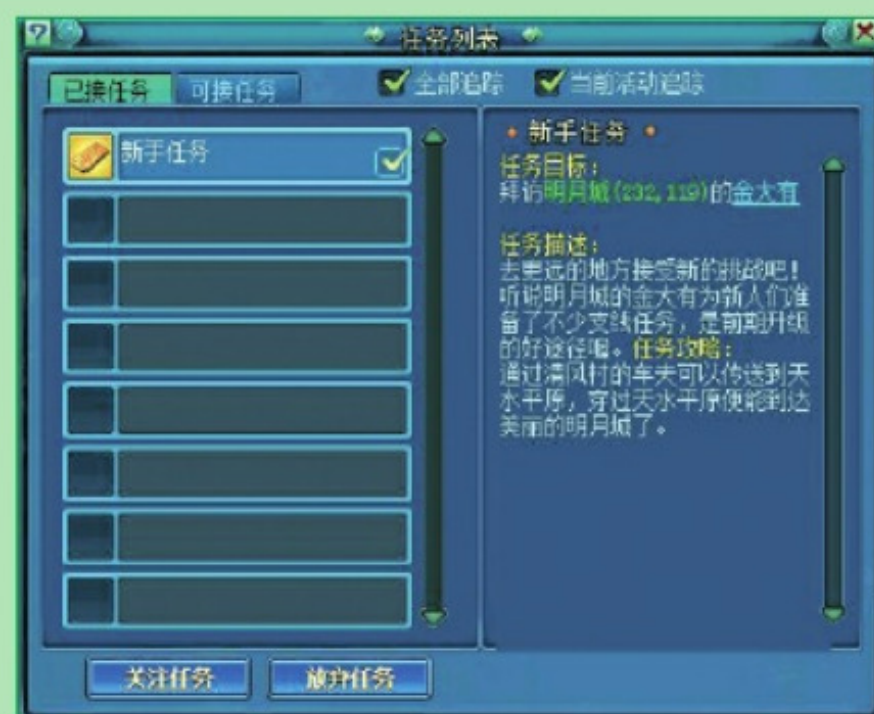 ?
任务列表
已接任务 可接任务 全部追踪 当前活动追踪
新手任务
新手任务
任务目标:
拜访明月城(232,119)的金大有
任务描述:
去更远的地方接受新的挑战吧!
听说明月城的金大有为新人们准
备了不少支线任务,是前期升级
的好途径喔。任务攻略:
通过清风村的车夫可以传送到天
水平原,穿过天水平原便能到达
美丽的明月城了。
关注任务 放弃任务